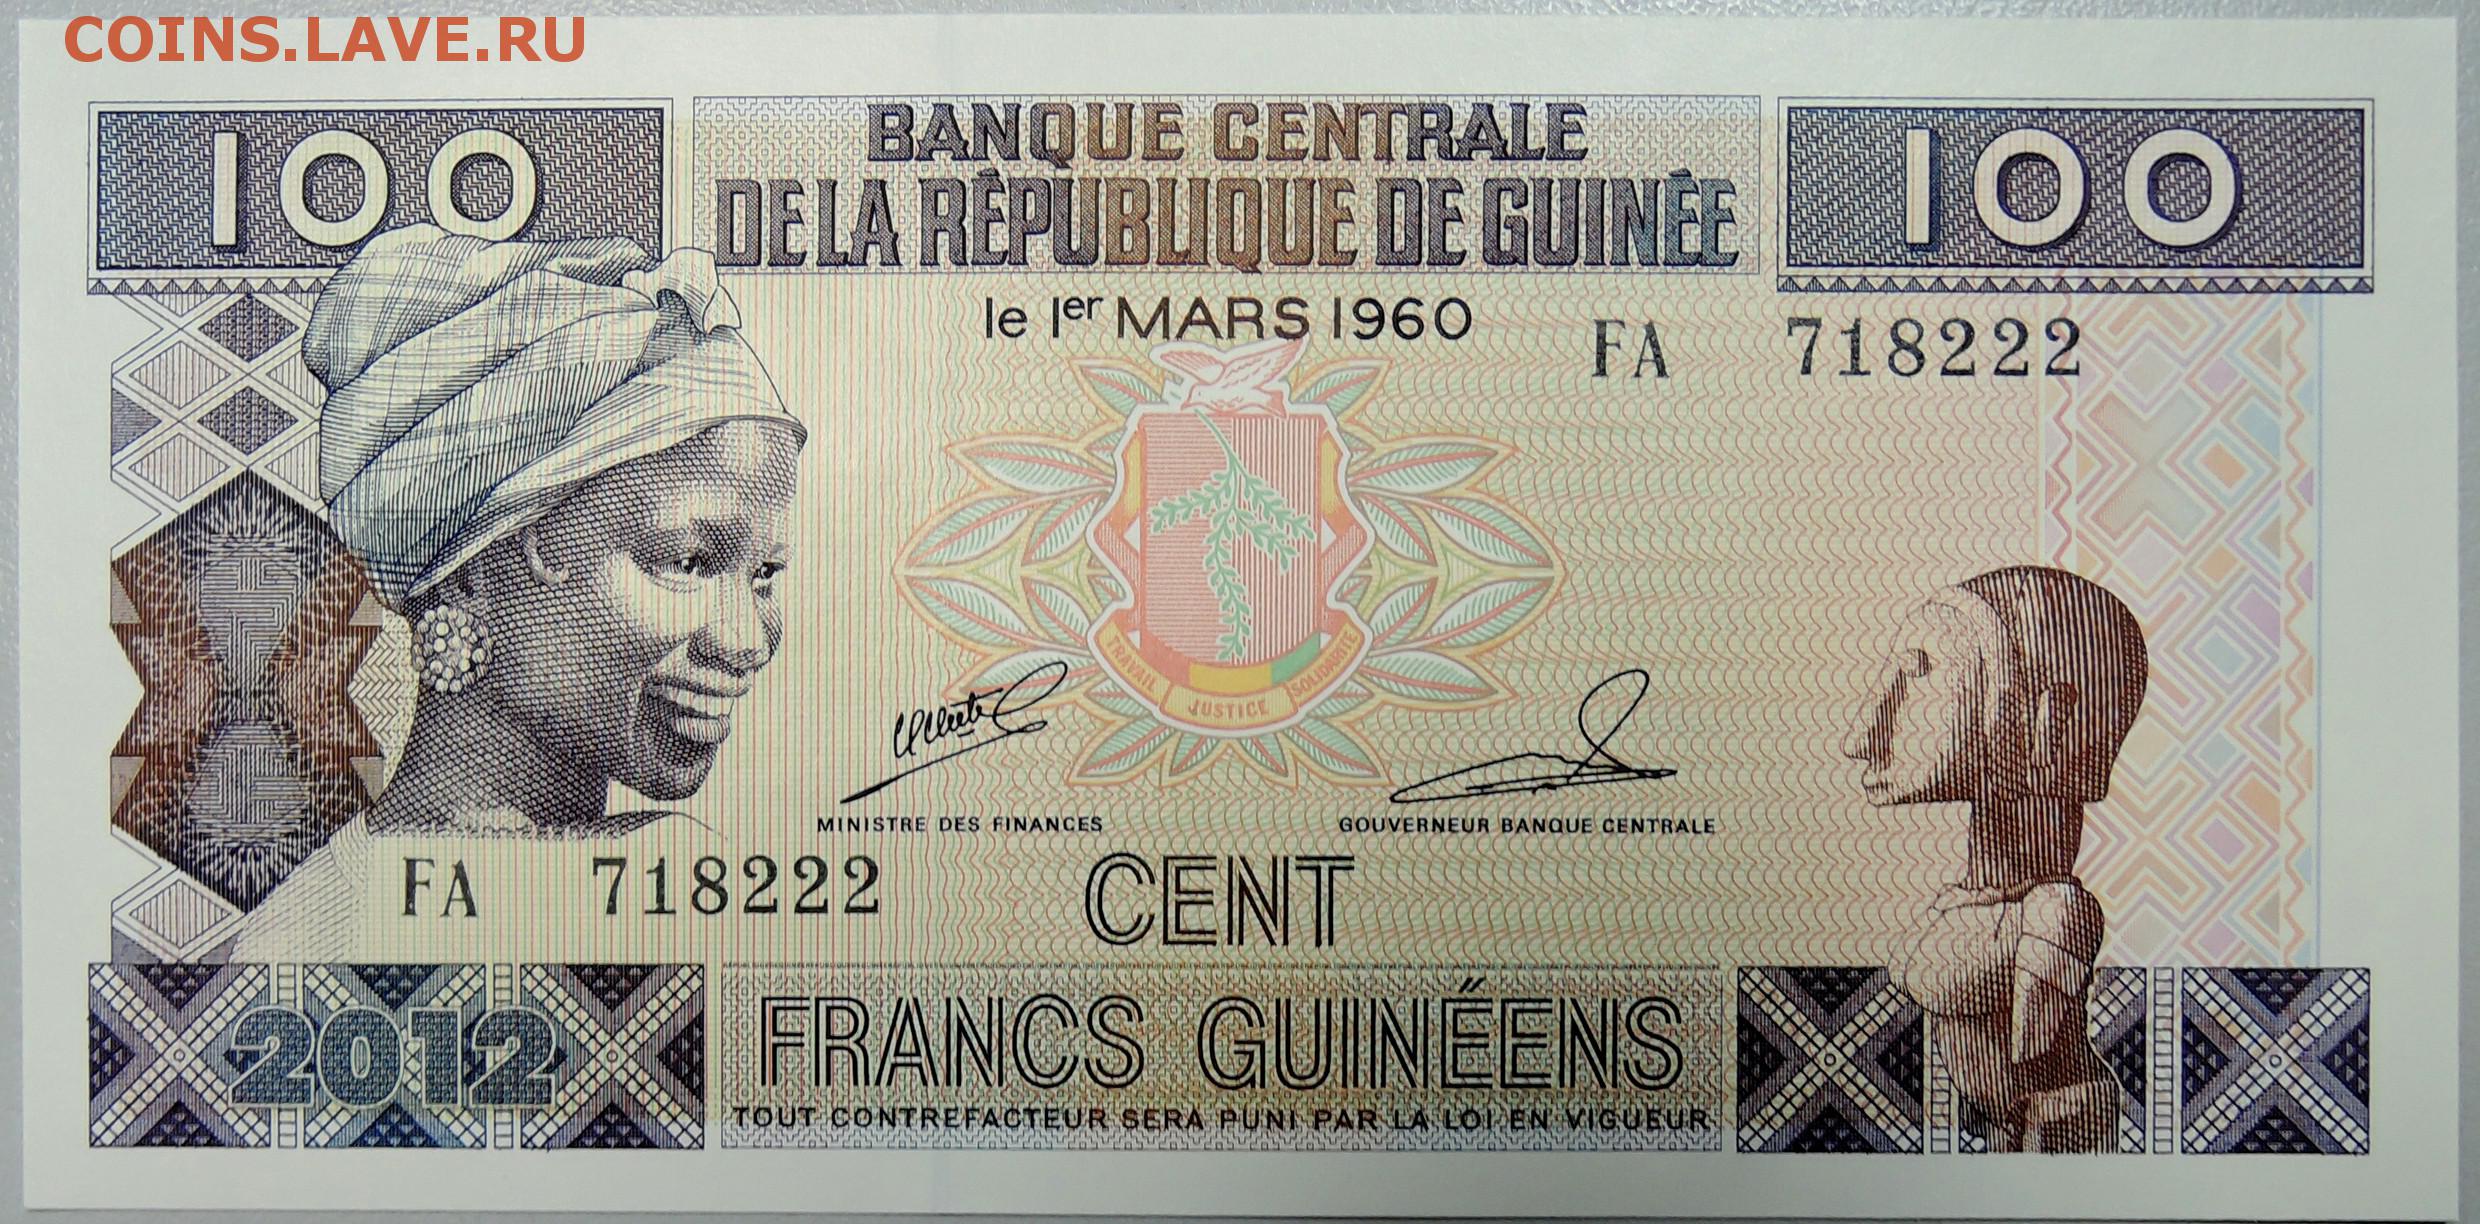 COINS.LAVE.RU
100
BANQUE CENTRALE
DE LA RÉPUBLIQUE DE GUINÉE
100
le 1er MARS 1960
FA 718222
TRAVAIL JUSTICE SOLIDARITÉ
MINISTRE DES FINANCES
GOUVERNEUR BANQUE CENTRALE
FA 718222
CENT
FRANCS GUINÉENS
2012
TOUT CONTREFACTEUR SERA PUNI PAR LA LOI EN VIGUEUR